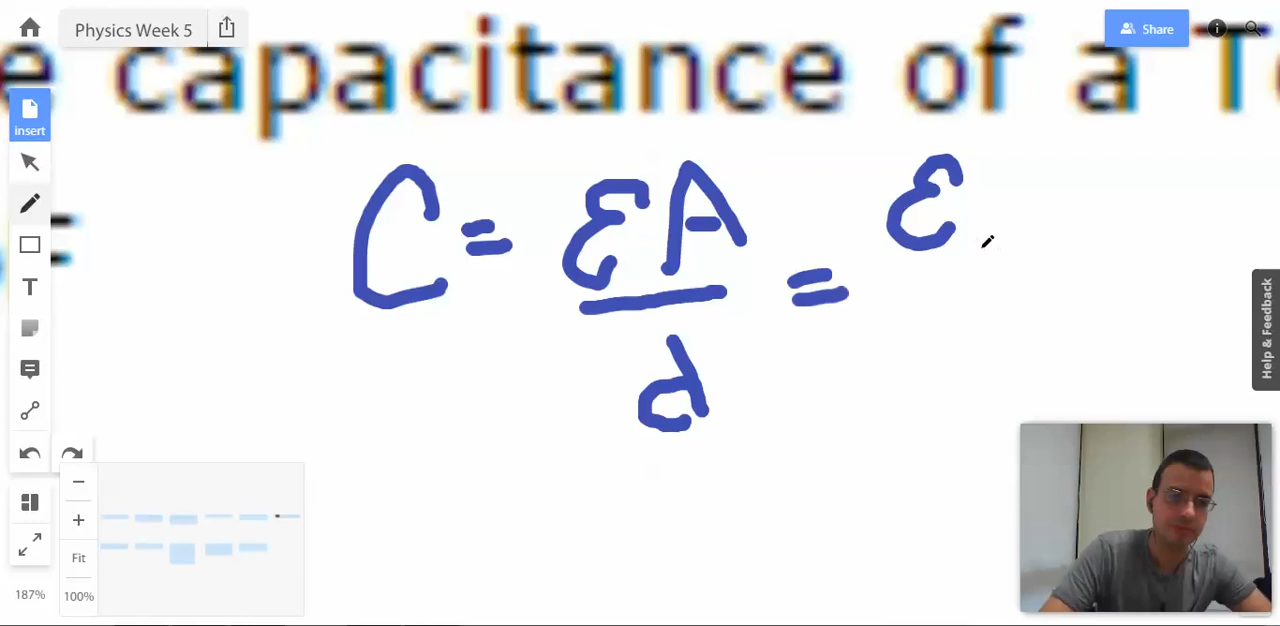 Physics Week 5
Share
e capacitance of a T
insert
C = εA / d = ε
T
Help & Feedback
Fit
187%
100%